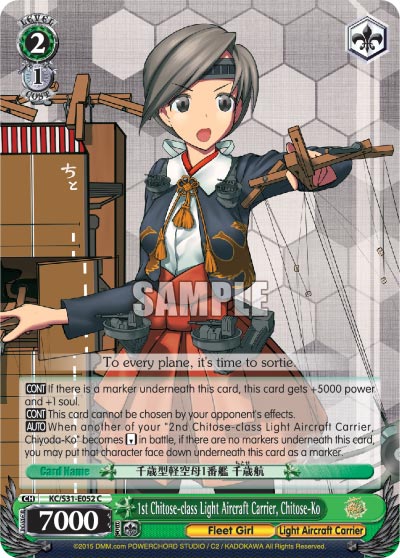 LEVEL
2
1
COST
ちと
SAMPLE
To every plane, it's time to sortie.
CONT If there is a marker underneath this card, this card gets +5000 power
and +1 soul.
CONT This card cannot be chosen by your opponent's effects.
AUTO When another of your "2nd Chitose-class Light Aircraft Carrier,
Chiyoda-Ko" becomes in battle, if there are no markers underneath this card,
you may put that character face down underneath this card as a marker.
Card Name
千歳型軽空母1番艦 千歳航
CH KC/S31-E052 C
1st Chitose-class Light Aircraft Carrier, Chitose-Ko
7000
Fleet Girl
Light Aircraft Carrier
©2015 DMM.com POWERCHORD STUDIO / C2 / KADOKAWA All Rights Reserved.